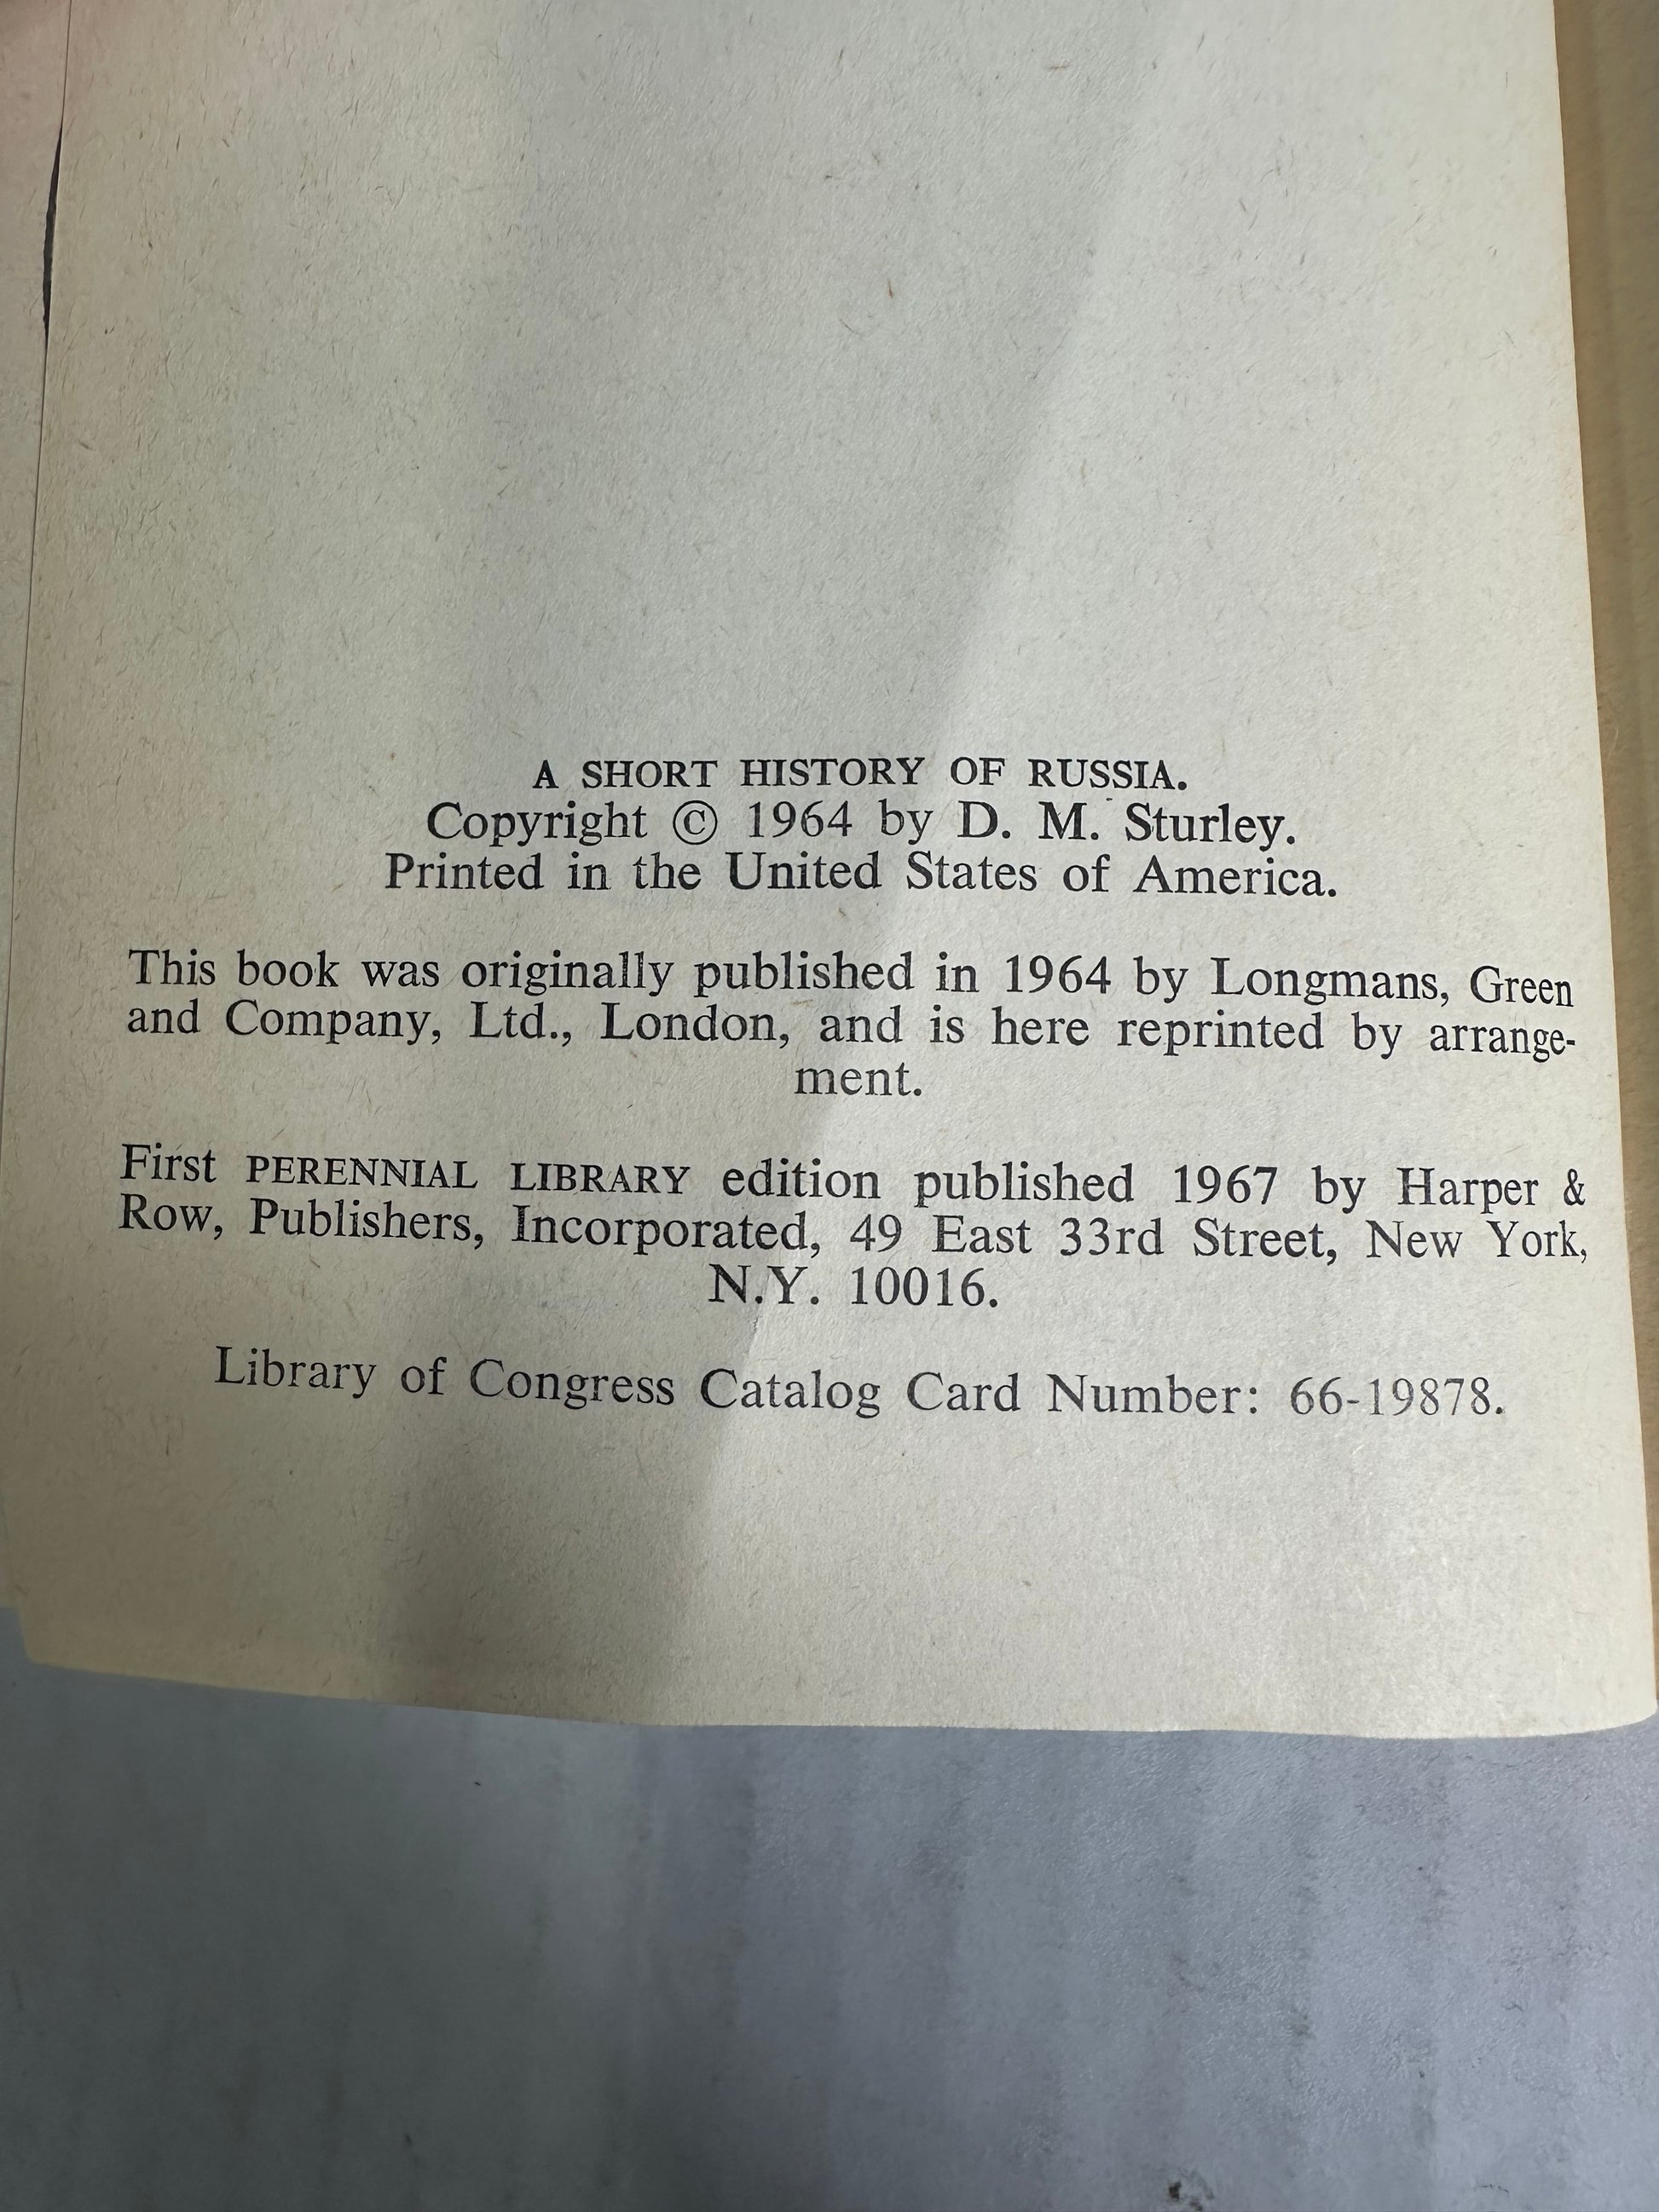 A SHORT HISTORY OF RUSSIA.
Copyright © 1964 by D. M. Sturley.
Printed in the United States of America.
This book was originally published in 1964 by Longmans, Green
and Company, Ltd., London, and is here reprinted by arrange-
ment.
First PERENNIAL LIBRARY edition published 1967 by Harper &
Row, Publishers, Incorporated, 49 East 33rd Street, New York,
N.Y. 10016.
Library of Congress Catalog Card Number: 66-19878.